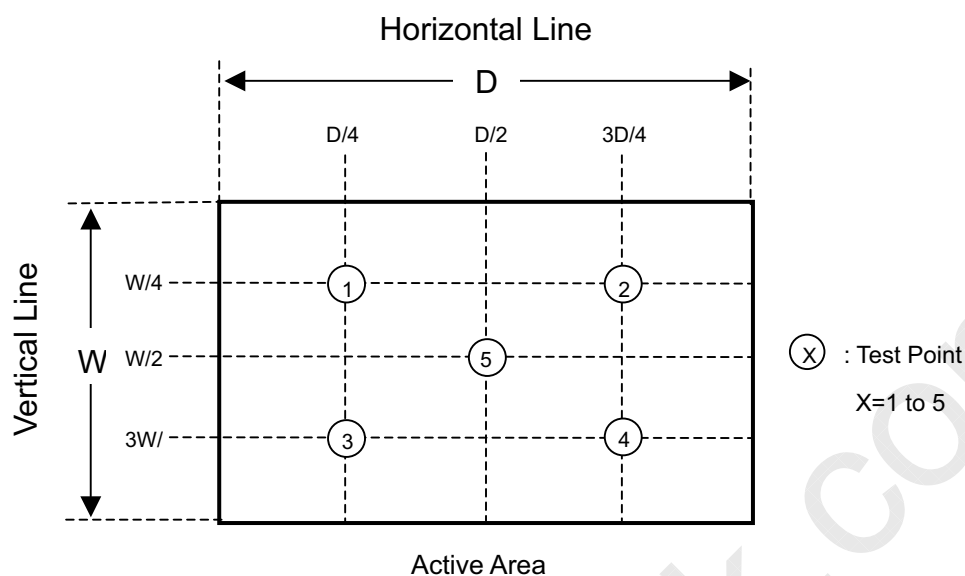 Horizontal Line
D
D/4 D/2 3D/4
Vertical Line
W
W/4
1 2
W/2
5
X : Test Point
X=1 to 5
3W/
3 4
Active Area